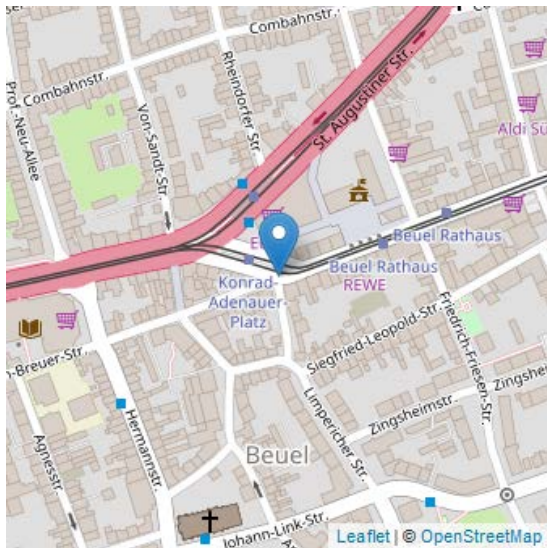 Combahnstr.
Combahnstr.
Prof.-Neu-Allee
Von-Sandt-Str.
Rheindorfer Str.
St. Augustiner Str.
Aldi Sü
Beuel Rathaus
Beuel Rathaus
REWE
Konrad-
Adenauer-
Platz
-Breuer-Str.
Siegfried-Leopold-Str.
Friedrich-Friesen-Str.
Zingsheimstr.
Zingsheims
Limpericher Str.
Hermannstr.
Agnesstr.
Beuel
Johann-Link-Str.
Leaflet | © OpenStreetMap